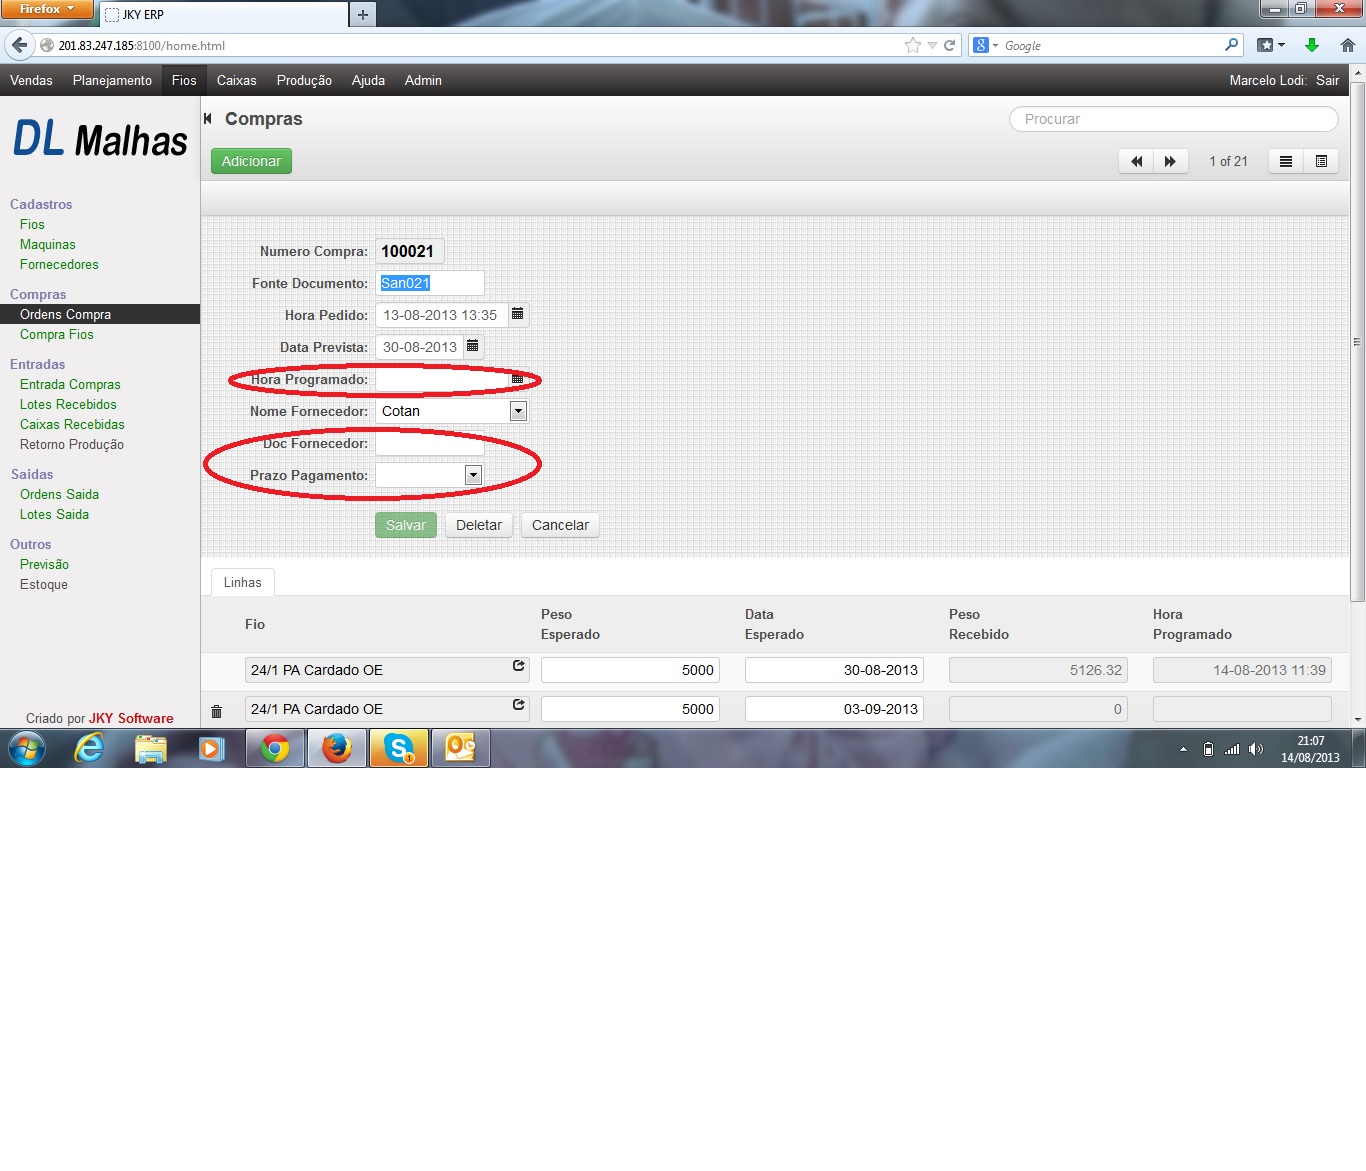 Firefox
JKY ERP
201.83.247.185:8100/home.html
Google
Vendas Planejamento Fios Caixas Produção Ajuda Admin Marcelo Lodi: Sair
DL Malhas
Compras
Procurar
Adicionar
1 of 21
Cadastros
Fios
Maquinas
Fornecedores
Compras
Ordens Compra
Compra Fios
Entradas
Entrada Compras
Lotes Recebidos
Caixas Recebidas
Retorno Produção
Saidas
Ordens Saida
Lotes Saida
Outros
Previsão
Estoque
Criado por JKY Software
Numero Compra: 100021
Fonte Documento: San021
Hora Pedido: 13-08-2013 13:35
Data Prevista: 30-08-2013
Hora Programado:
Nome Fornecedor: Cotan
Doc Fornecedor:
Prazo Pagamento:
Salvar Deletar Cancelar
Linhas
Fio Peso Esperado Data Esperado Peso Recebido Hora Programado
24/1 PA Cardado OE 5000 30-08-2013 5126.32 14-08-2013 11:39
24/1 PA Cardado OE 5000 03-09-2013 0
21:07
14/08/2013